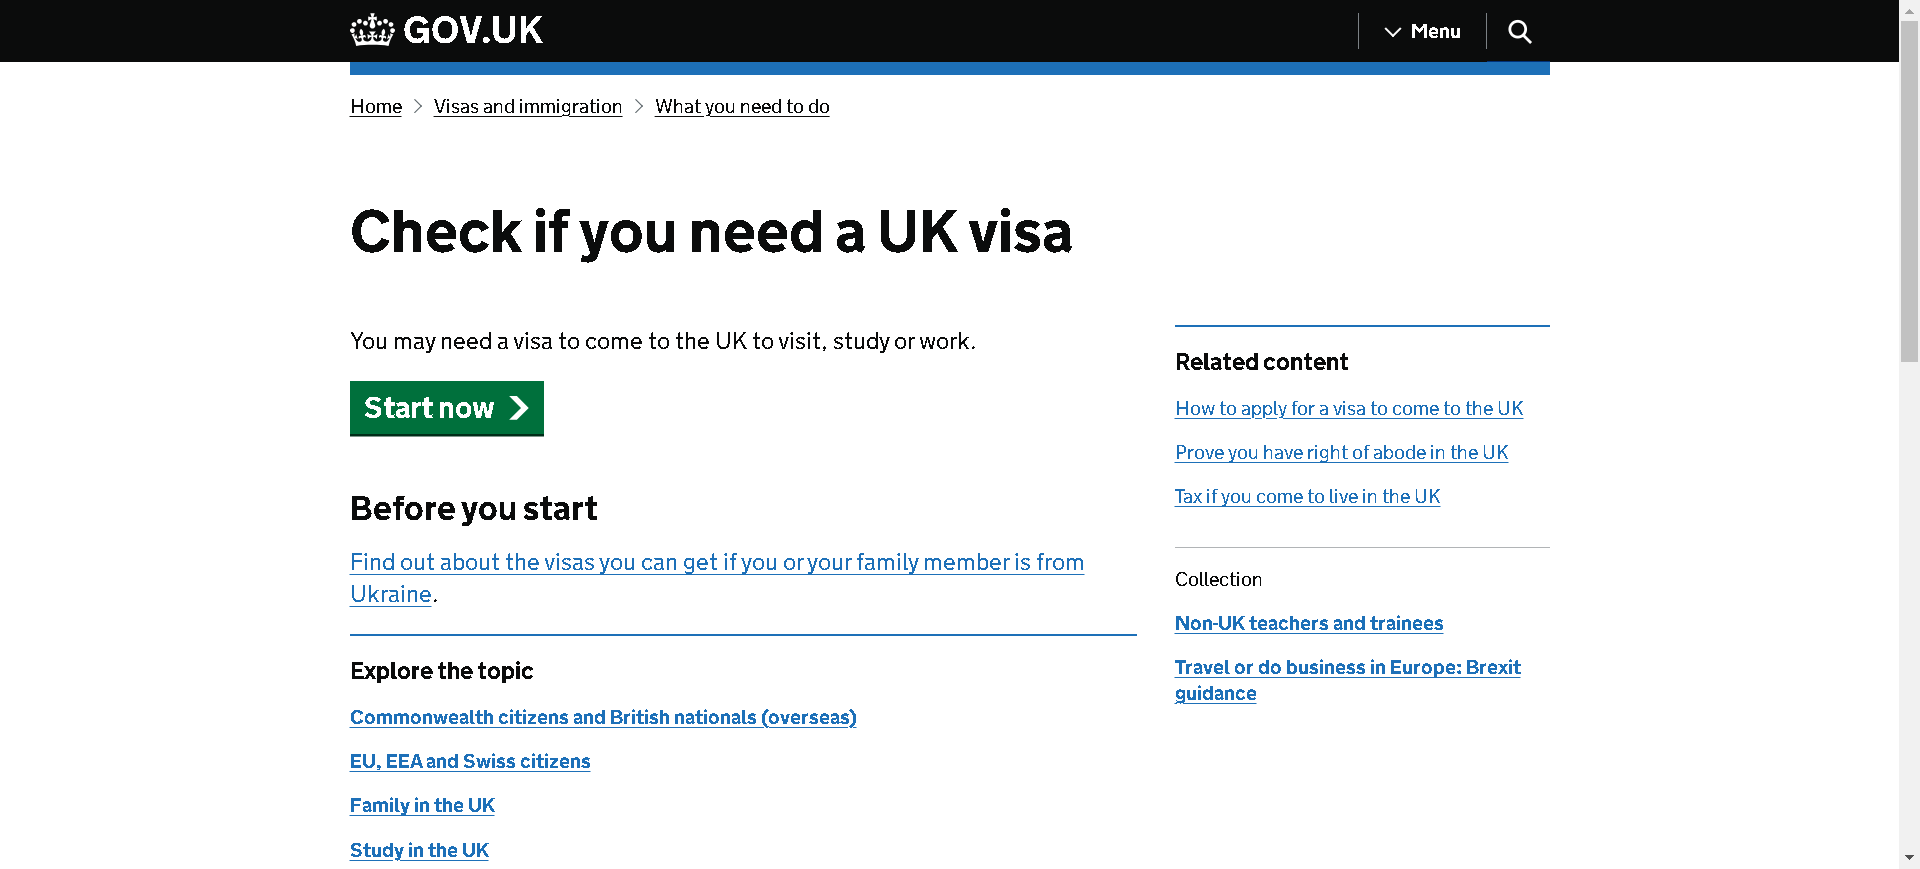 GOV.UK
Menu
Home
Visas and immigration
What you need to do
Check if you need a UK visa
You may need a visa to come to the UK to visit, study or work.
Start now
Before you start
Find out about the visas you can get if you or your family member is from
Ukraine.
Explore the topic
Commonwealth citizens and British nationals (overseas)
EU, EEA and Swiss citizens
Family in the UK
Study in the UK
Related content
How to apply for a visa to come to the UK
Prove you have right of abode in the UK
Tax if you come to live in the UK
Collection
Non-UK teachers and trainees
Travel or do business in Europe: Brexit
guidance